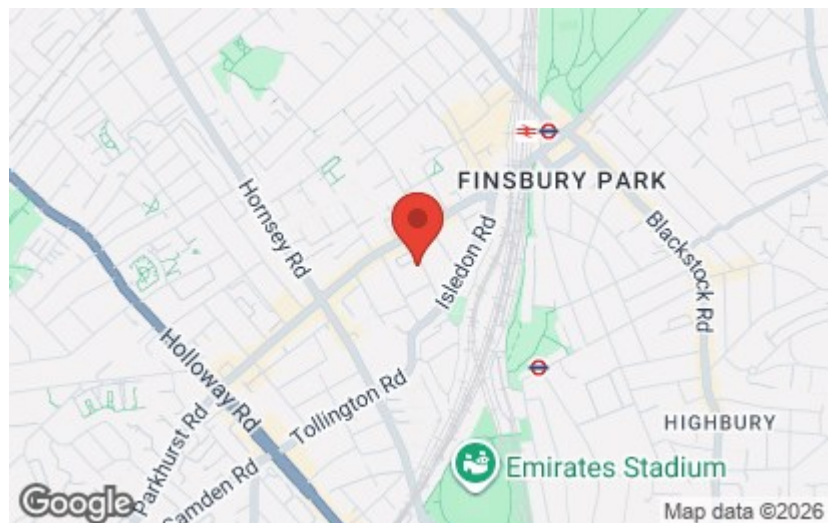 FINSBURY PARK
Hornsey Rd
Isledon Rd
Blackstock Rd
Holloway Rd
Tollington Rd
Parkhurst Rd
Camden Rd
HIGHBURY
Emirates Stadium
Google
Map data ©2026